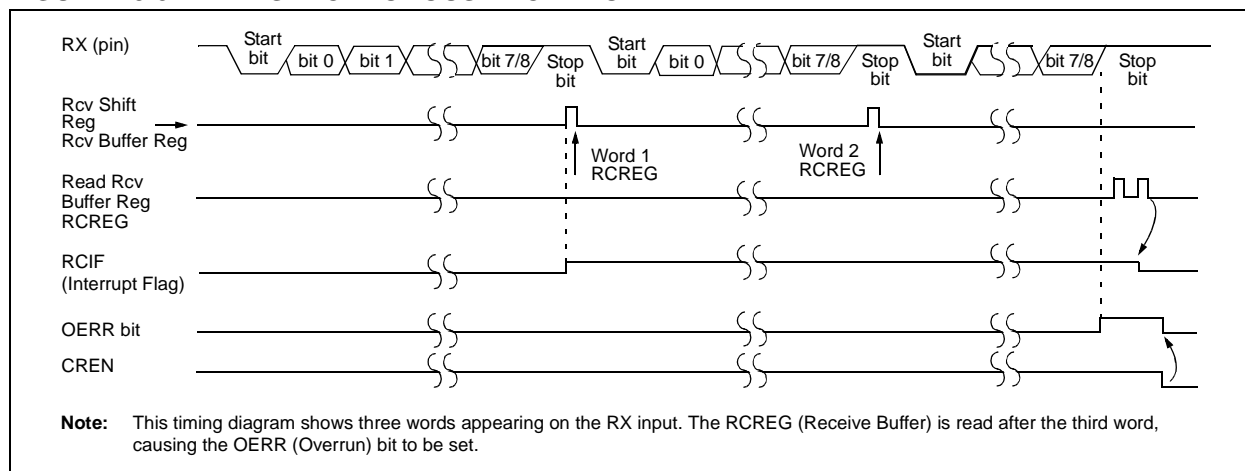 RX (pin)
Start
bit
bit 0
bit 1
bit 7/8
Stop
bit
Start
bit
bit 0
bit 7/8
Stop
bit
Start
bit
bit 7/8
Stop
bit
Rcv Shift
Reg
Rcv Buffer Reg
Word 1
RCREG
Word 2
RCREG
Read Rcv
Buffer Reg
RCREG
RCIF
(Interrupt Flag)
OERR bit
CREN
Note: This timing diagram shows three words appearing on the RX input. The RCREG (Receive Buffer) is read after the third word,
causing the OERR (Overrun) bit to be set.